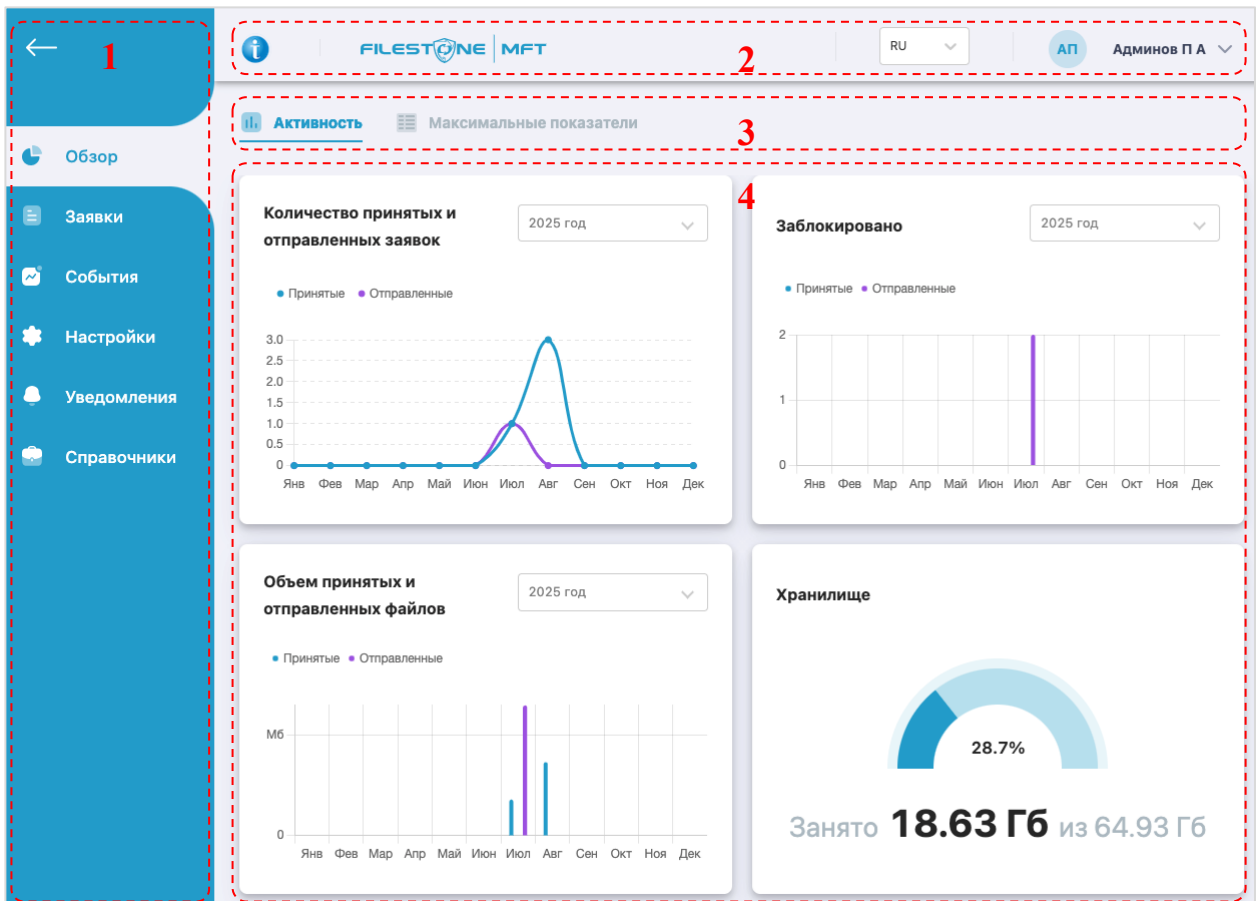 1
FILESTONE MFT
2
RU
АП
Админов П А
Активность
Максимальные показатели
3
4
Обзор
Заявки
События
Настройки
Уведомления
Справочники
Количество принятых и
отправленных заявок
2025 год
Принятые Отправленные
3.0
2.5
2.0
1.5
1.0
0.5
0
Янв Фев Мар Апр Май Июн Июл Авг Сен Окт Ноя Дек
Заблокировано
2025 год
Принятые Отправленные
2
1
0
Янв Фев Мар Апр Май Июн Июл Авг Сен Окт Ноя Дек
Объем принятых и
отправленных файлов
2025 год
Принятые Отправленные
Мб
0
Янв Фев Мар Апр Май Июн Июл Авг Сен Окт Ноя Дек
Хранилище
28.7%
Занято 18.63 Гб из 64.93 Гб